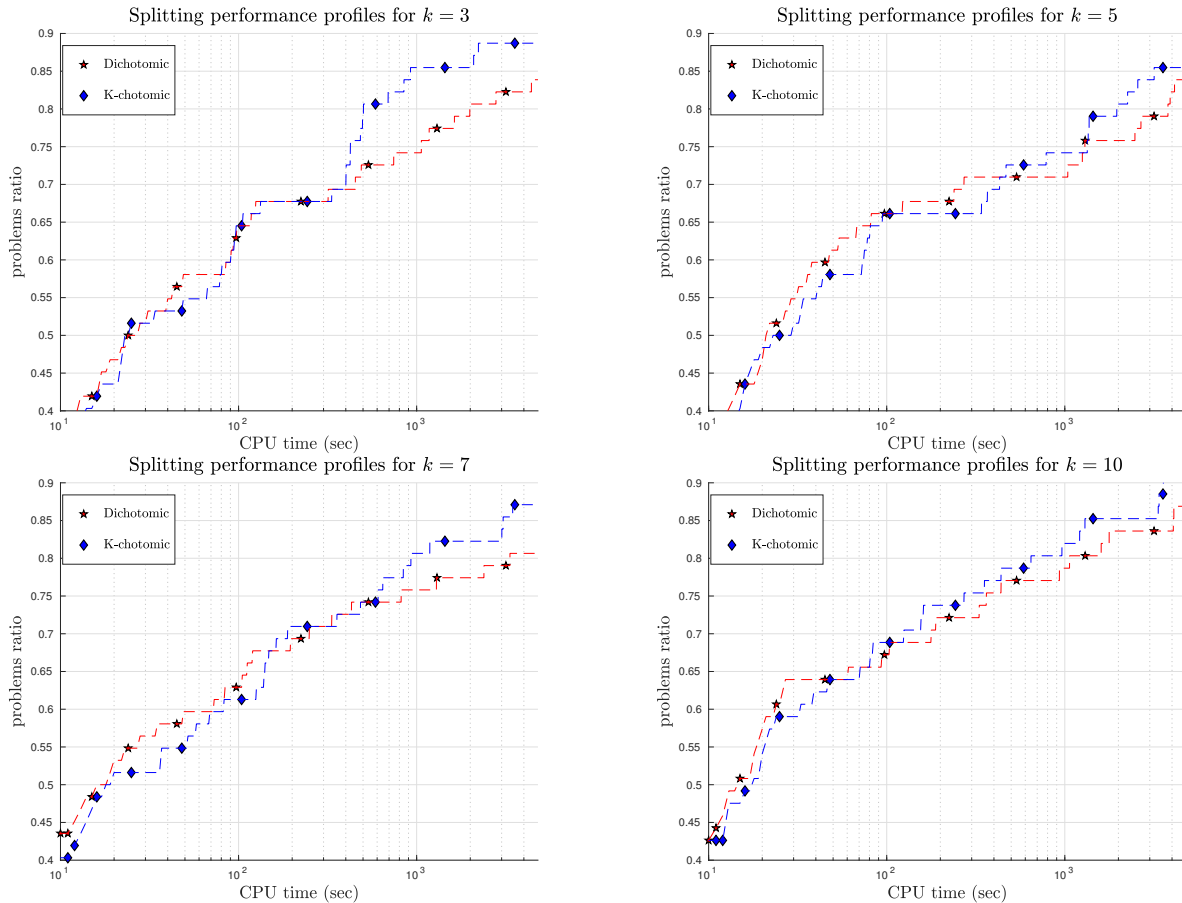 Splitting performance profiles for k = 3
0.9
0.85
0.8
0.75
0.7
0.65
0.6
0.55
0.5
0.45
0.4
problems ratio
Dichotomic
K-chotomic
10^1
10^2
10^3
CPU time (sec)
Splitting performance profiles for k = 5
0.9
0.85
0.8
0.75
0.7
0.65
0.6
0.55
0.5
0.45
0.4
problems ratio
Dichotomic
K-chotomic
10^1
10^2
10^3
CPU time (sec)
Splitting performance profiles for k = 7
0.9
0.85
0.8
0.75
0.7
0.65
0.6
0.55
0.5
0.45
0.4
problems ratio
Dichotomic
K-chotomic
10^1
10^2
10^3
CPU time (sec)
Splitting performance profiles for k = 10
0.9
0.85
0.8
0.75
0.7
0.65
0.6
0.55
0.5
0.45
0.4
problems ratio
Dichotomic
K-chotomic
10^1
10^2
10^3
CPU time (sec)